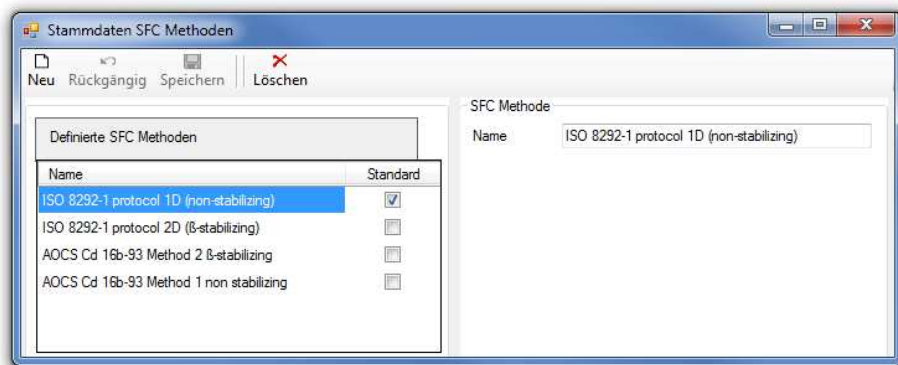 Stammdaten SFC Methoden
Neu Rückgängig Speichern Löschen
Definierte SFC Methoden
Name Standard
ISO 8292-1 protocol 1D (non-stabilizing)
ISO 8292-1 protocol 2D (ß-stabilizing)
AOCS Cd 16b-93 Method 2 ß-stabilizing
AOCS Cd 16b-93 Method 1 non stabilizing
SFC Methode
Name ISO 8292-1 protocol 1D (non-stabilizing)